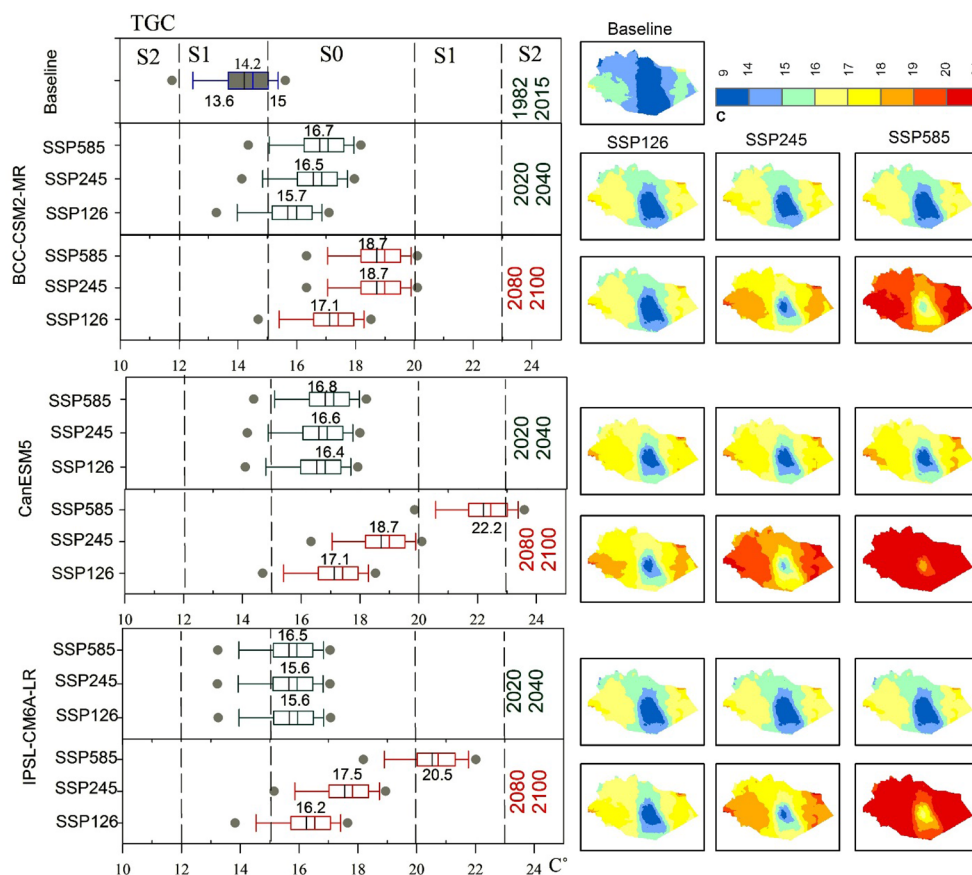 TGC
S2 S1 S0 S1 S2
Baseline
14.2
13.6 15
1982
2015
BCC-CSM2-MR
SSP585
16.7
SSP245
16.5
SSP126
15.7
2020
2040
SSP585
18.7
SSP245
18.7
SSP126
17.1
2080
2100
10 12 14 16 18 20 22 24
CanESM5
SSP585
16.8
SSP245
16.6
SSP126
16.4
2020
2040
SSP585
22.2
SSP245
18.7
SSP126
17.1
2080
2100
10 12 14 16 18 20 22 24
IPSL-CM6A-LR
SSP585
16.5
SSP245
15.6
SSP126
15.6
2020
2040
SSP585
20.5
SSP245
17.5
SSP126
16.2
2080
2100
10 12 14 16 18 20 22 24
C°
Baseline
9 14 15 16 17 18 19 20
C
SSP126 SSP245 SSP585